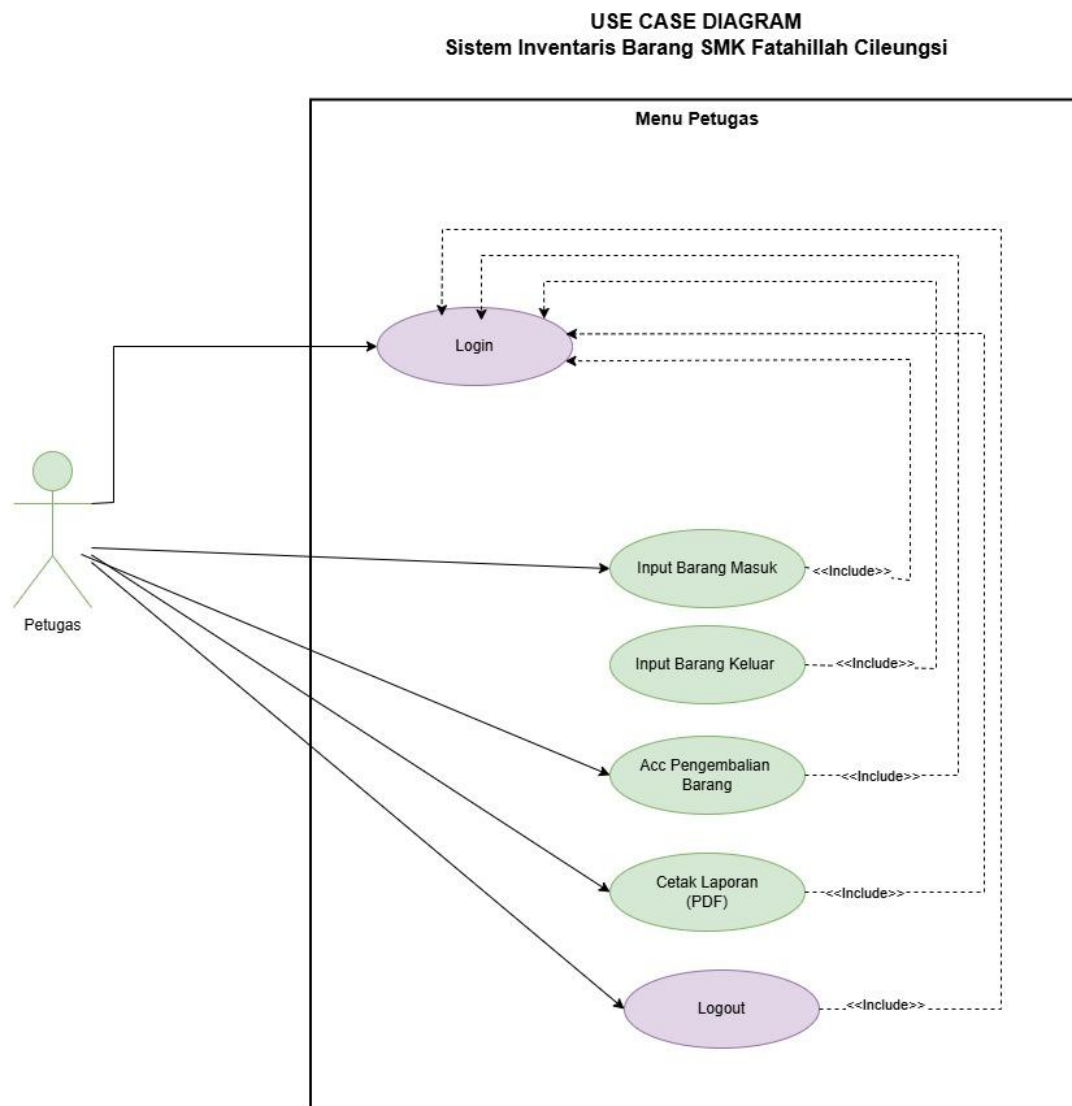 USE CASE DIAGRAM
Sistem Inventaris Barang SMK Fatahillah Cileungsi
Menu Petugas
Login
Petugas
Input Barang Masuk
<<Include>>
Input Barang Keluar
<<Include>>
Acc Pengembalian
Barang
<<Include>>
Cetak Laporan
(PDF)
<<Include>>
Logout
<<Include>>